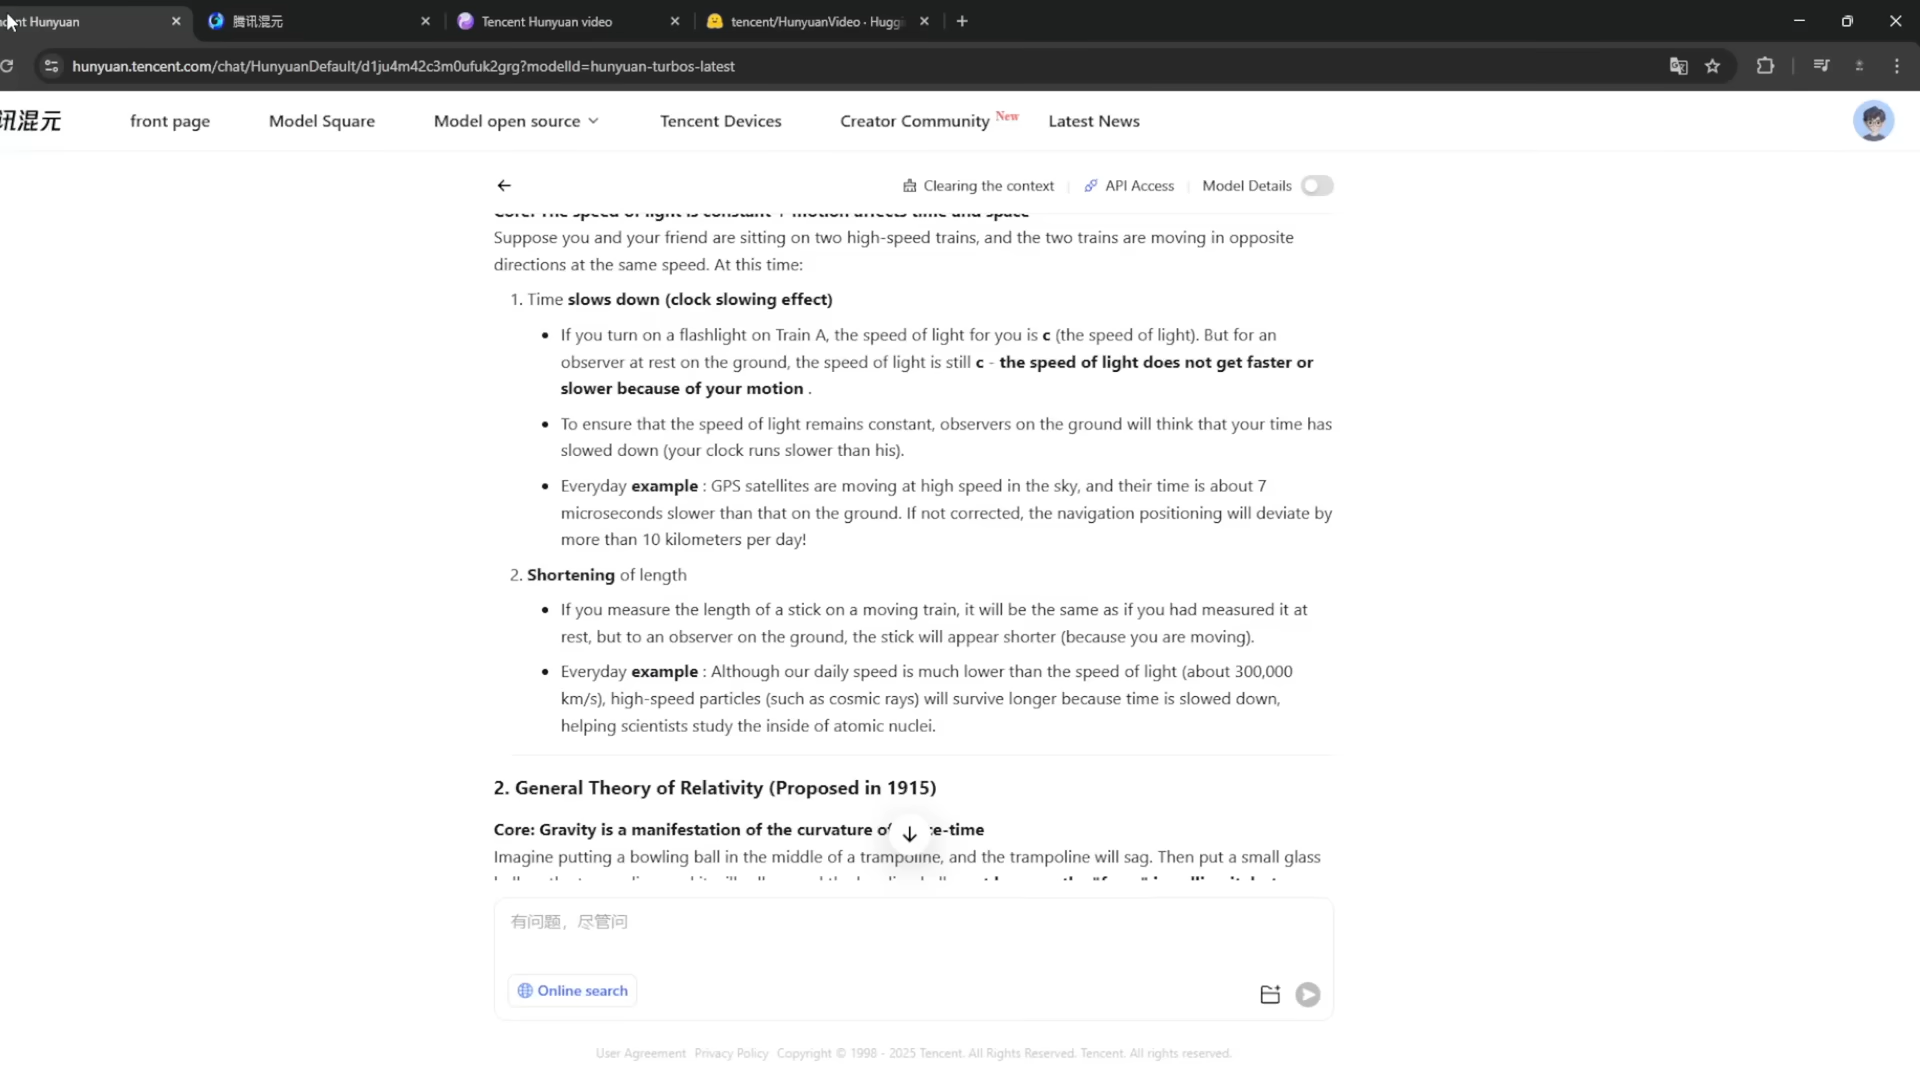 Hunyuan
腾讯混元
Tencent Hunyuan video
tencent/HunyuanVideo · Huggi
hunyuan.tencent.com/chat/HunyuanDefault/d1ju4m42c3m0ufuk2grg?modelId=hunyuan-turbos-latest
讯混元
front page
Model Square
Model open source
Tencent Devices
Creator Community New
Latest News
Clearing the context
API Access
Model Details
Core: The speed of light is constant + motion affects time and space
Suppose you and your friend are sitting on two high-speed trains, and the two trains are moving in opposite
directions at the same speed. At this time:
1. Time slows down (clock slowing effect)
• If you turn on a flashlight on Train A, the speed of light for you is c (the speed of light). But for an
observer at rest on the ground, the speed of light is still c - the speed of light does not get faster or
slower because of your motion .
• To ensure that the speed of light remains constant, observers on the ground will think that your time has
slowed down (your clock runs slower than his).
• Everyday example : GPS satellites are moving at high speed in the sky, and their time is about 7
microseconds slower than that on the ground. If not corrected, the navigation positioning will deviate by
more than 10 kilometers per day!
2. Shortening of length
• If you measure the length of a stick on a moving train, it will be the same as if you had measured it at
rest, but to an observer on the ground, the stick will appear shorter (because you are moving).
• Everyday example : Although our daily speed is much lower than the speed of light (about 300,000
km/s), high-speed particles (such as cosmic rays) will survive longer because time is slowed down,
helping scientists study the inside of atomic nuclei.
2. General Theory of Relativity (Proposed in 1915)
Core: Gravity is a manifestation of the curvature of ce-time
Imagine putting a bowling ball in the middle of a trampoline, and the trampoline will sag. Then put a small glass
有问题，尽管问
Online search
User Agreement Privacy Policy Copyright © 1998 - 2025 Tencent. All Rights Reserved. Tencent. All rights reserved.